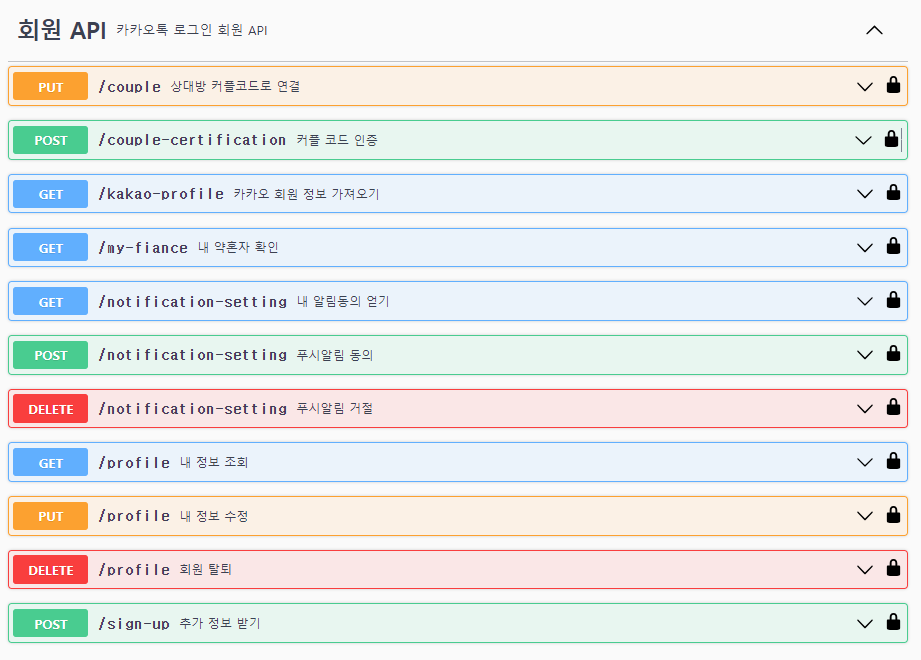 회원 API 카카오톡 로그인 회원 API
PUT /couple 상대방 커플코드로 연결
POST /couple-certification 커플 코드 인증
GET /kakao-profile 카카오 회원 정보 가져오기
GET /my-fiance 내 약혼자 확인
GET /notification-setting 내 알림동의 얻기
POST /notification-setting 푸시알림 동의
DELETE /notification-setting 푸시알림 거절
GET /profile 내 정보 조회
PUT /profile 내 정보 수정
DELETE /profile 회원 탈퇴
POST /sign-up 추가 정보 받기